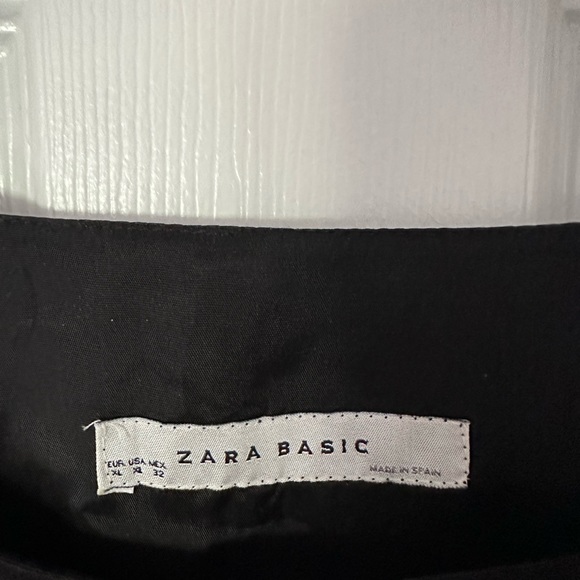 EUR USA MEX
XL XL 32
ZARA BASIC
MADE IN SPAIN